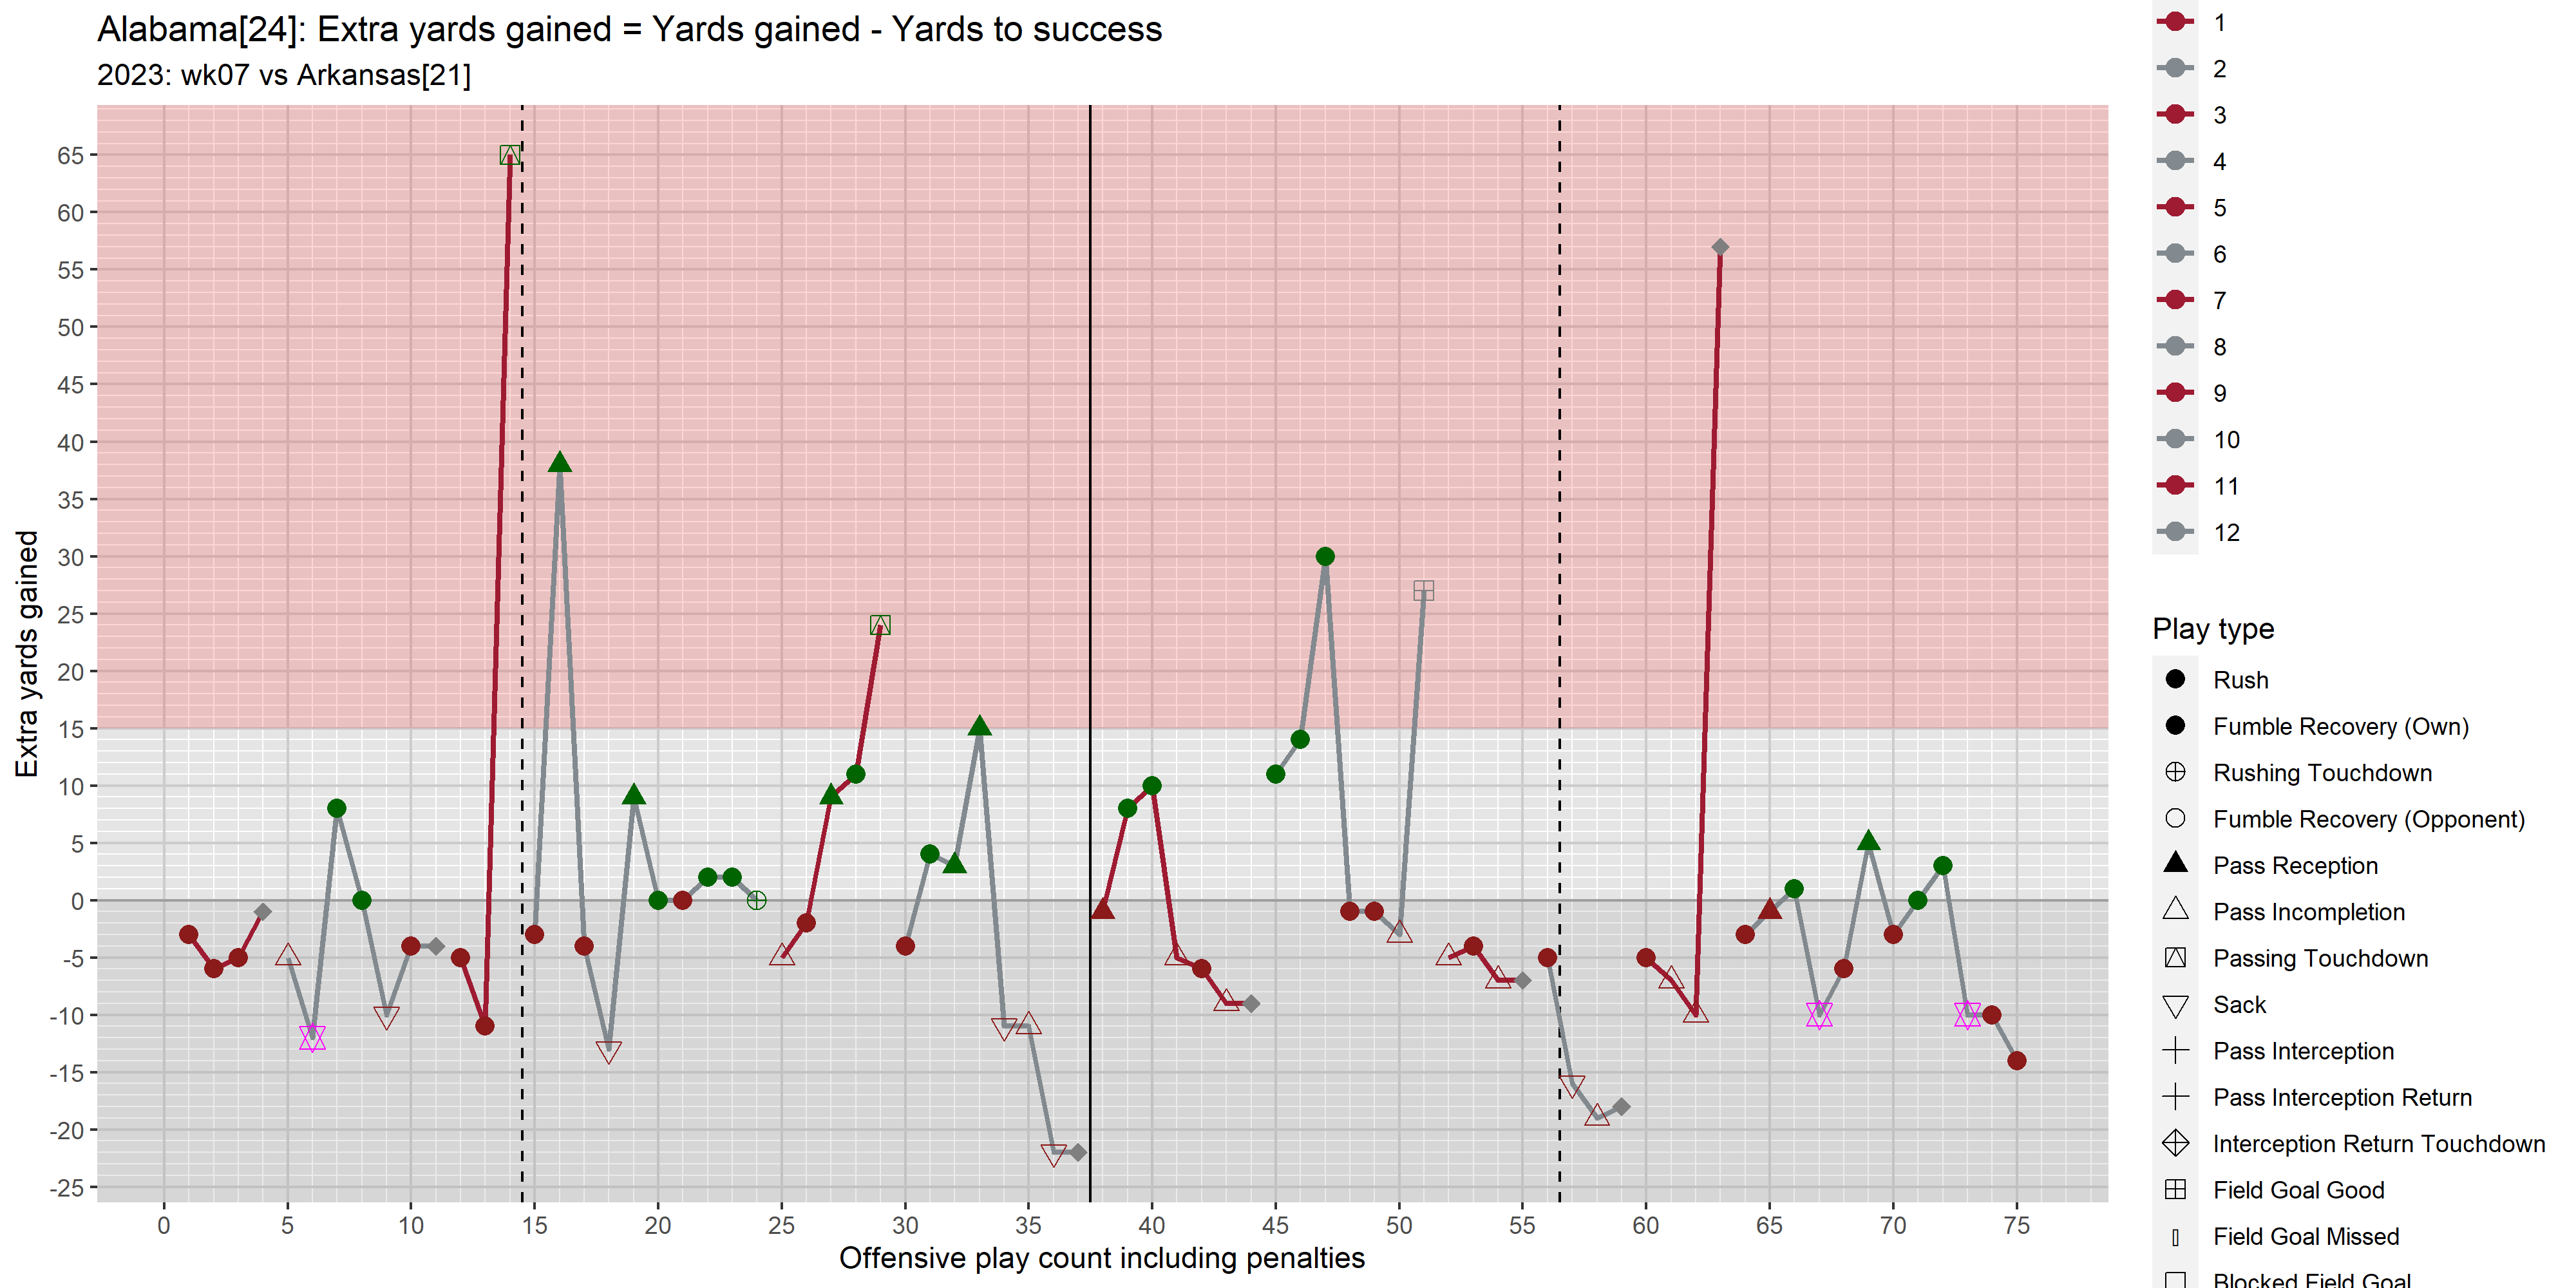 Alabama[24]: Extra yards gained = Yards gained - Yards to success
2023: wk07 vs Arkansas[21]
Extra yards gained
65
60
55
50
45
40
35
30
25
20
15
10
5
0
-5
-10
-15
-20
-25
0 5 10 15 20 25 30 35 40 45 50 55 60 65 70 75
Offensive play count including penalties
1
2
3
4
5
6
7
8
9
10
11
12
Play type
Rush
Fumble Recovery (Own)
Rushing Touchdown
Fumble Recovery (Opponent)
Pass Reception
Pass Incompletion
Passing Touchdown
Sack
Pass Interception
Pass Interception Return
Interception Return Touchdown
Field Goal Good
Field Goal Missed
Blocked Field Goal